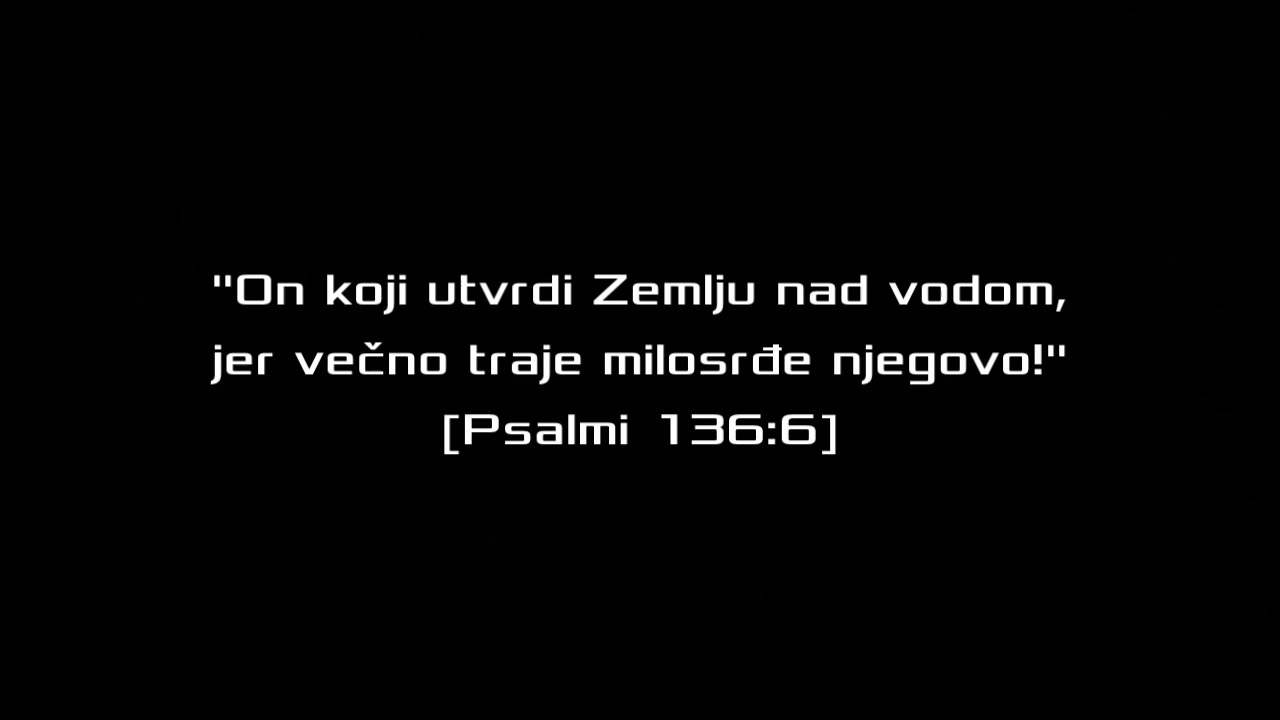 "On koji utvrdi Zemlju nad vodom,
jer večno traje milosrđe njegovo!"
[Psalmi 136:6]